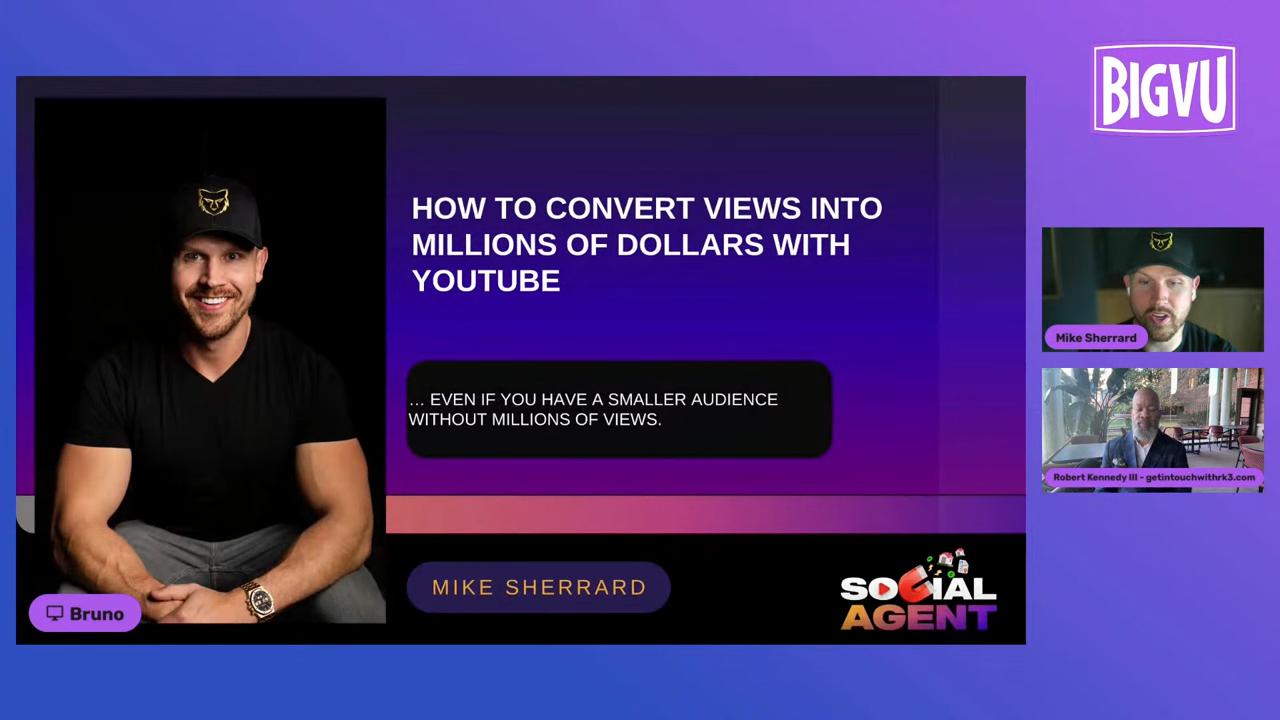 BIGVU
HOW TO CONVERT VIEWS INTO
MILLIONS OF DOLLARS WITH
YOUTUBE
... EVEN IF YOU HAVE A SMALLER AUDIENCE
WITHOUT MILLIONS OF VIEWS.
MIKE SHERRARD
SOCIAL
AGENT
Bruno
Mike Sherrard
Robert Kennedy III - getintouchwithrk3.com